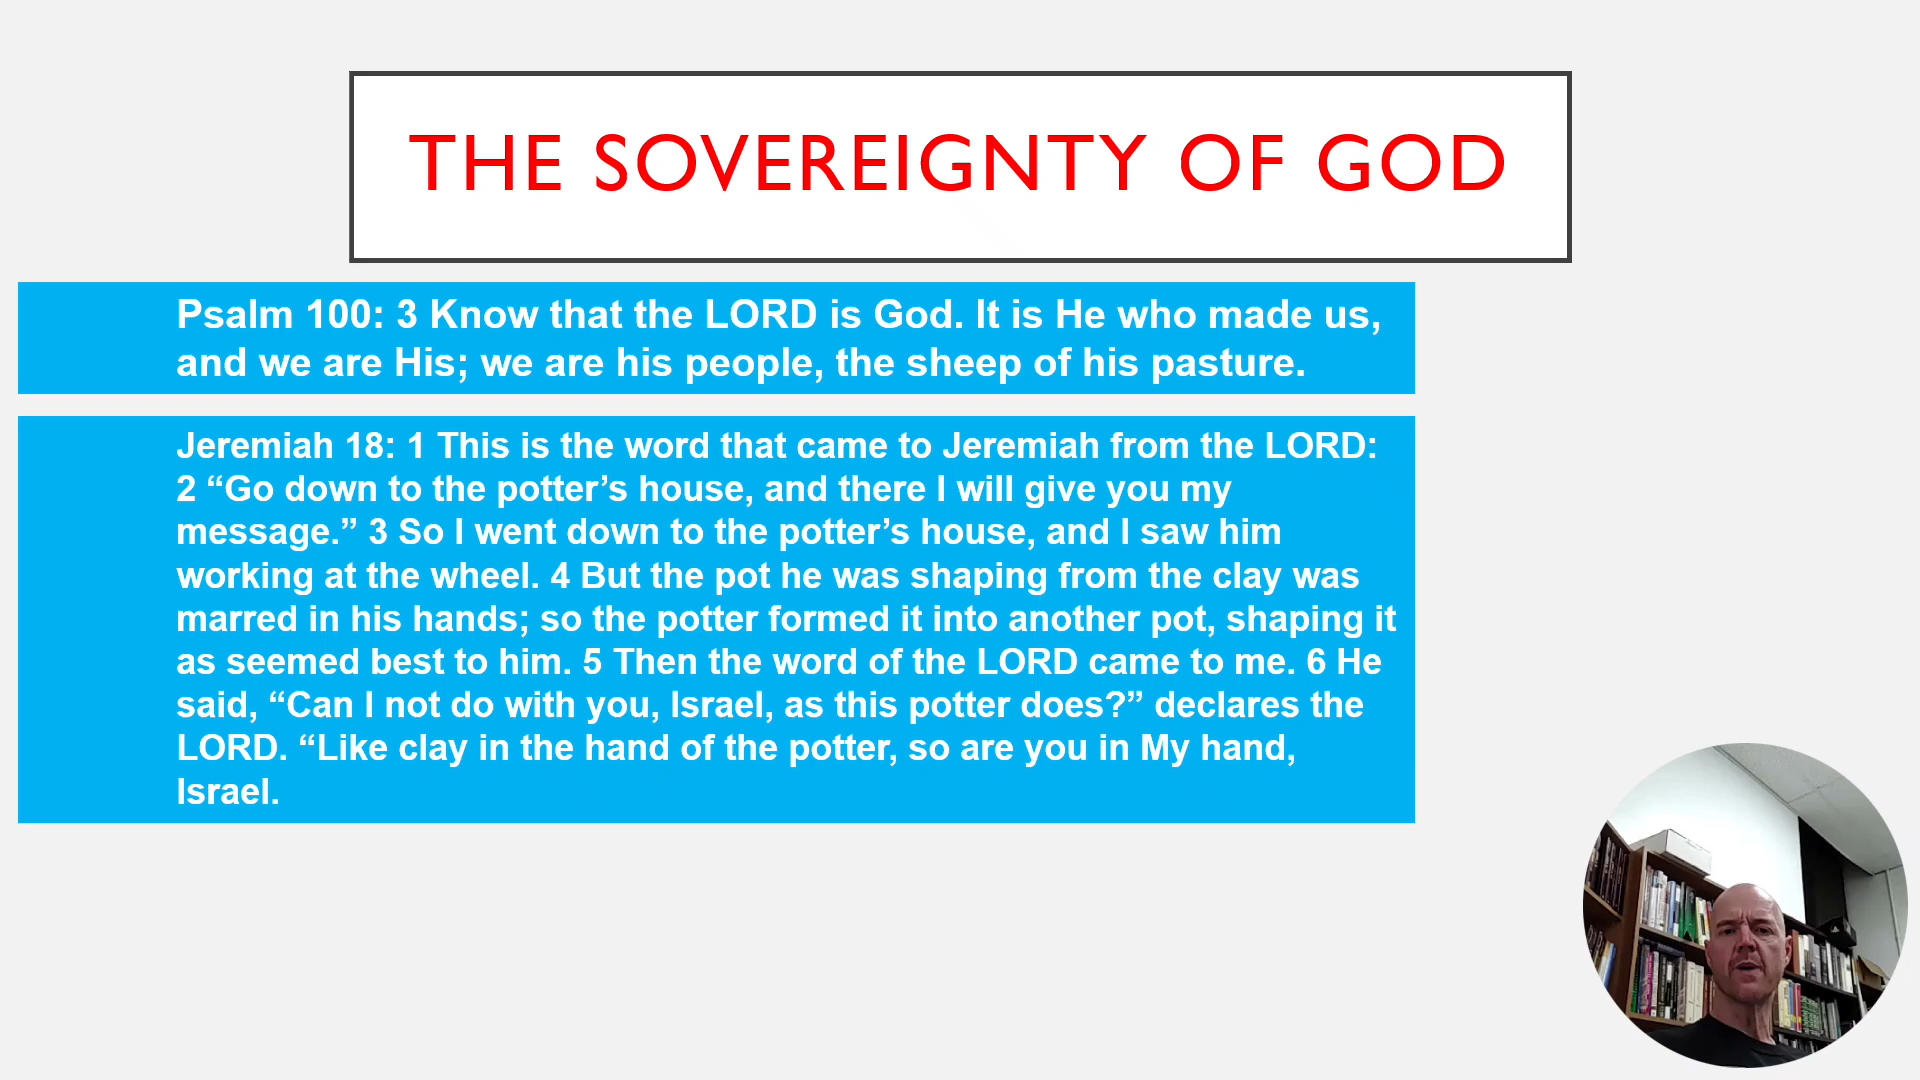 THE SOVEREIGNTY OF GOD
Psalm 100: 3 Know that the LORD is God. It is He who made us,
and we are His; we are his people, the sheep of his pasture.
Jeremiah 18: 1 This is the word that came to Jeremiah from the LORD:
2 “Go down to the potter’s house, and there I will give you my
message.” 3 So I went down to the potter’s house, and I saw him
working at the wheel. 4 But the pot he was shaping from the clay was
marred in his hands; so the potter formed it into another pot, shaping it
as seemed best to him. 5 Then the word of the LORD came to me. 6 He
said, “Can I not do with you, Israel, as this potter does?” declares the
LORD. “Like clay in the hand of the potter, so are you in My hand,
Israel.